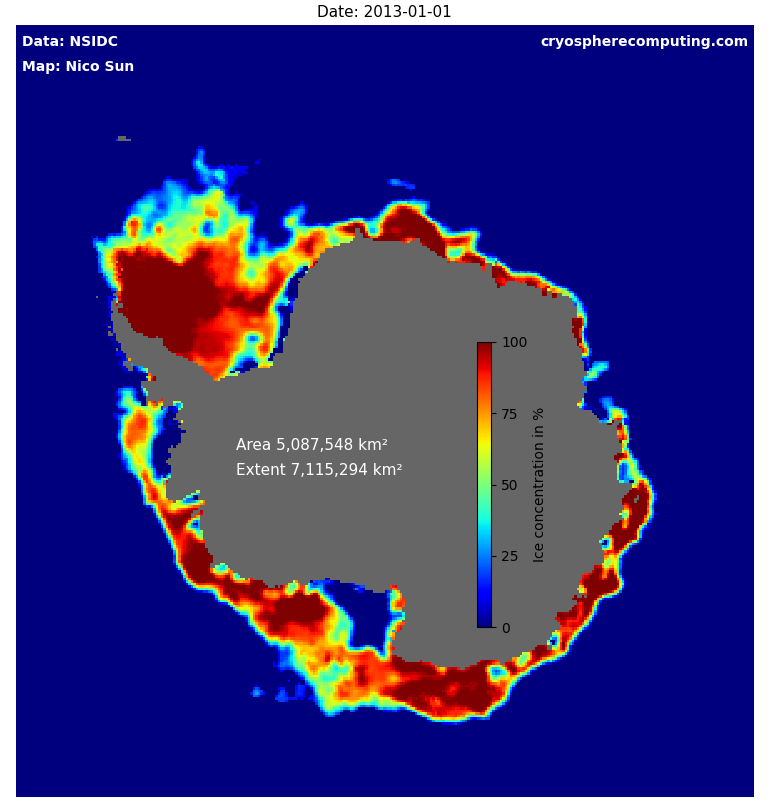 Date: 2013-01-01
Data: NSIDC
cryospherecomputing.com
Map: Nico Sun
100
75
50
25
0
Ice concentration in %
Area 5,087,548 km²
Extent 7,115,294 km²